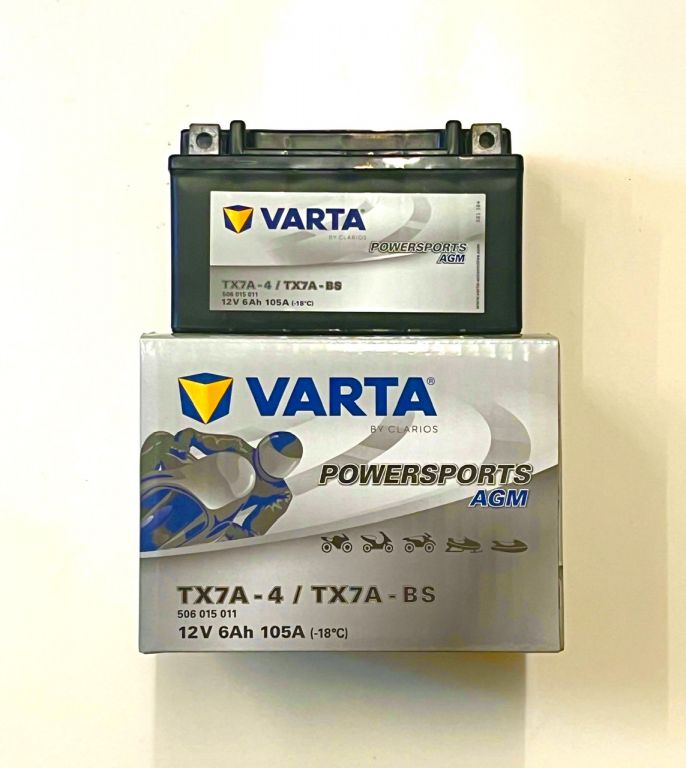 VARTA
BY CLARIOS
POWERSPORTS
AGM
TX7A-4 / TX7A-BS
506 015 011
12V 6Ah 105A (-18°C)
VARTA®
BY CLARIOS
POWERSPORTS
AGM
TX7A-4 / TX7A-BS
506 015 011
12V 6Ah 105A (-18°C)